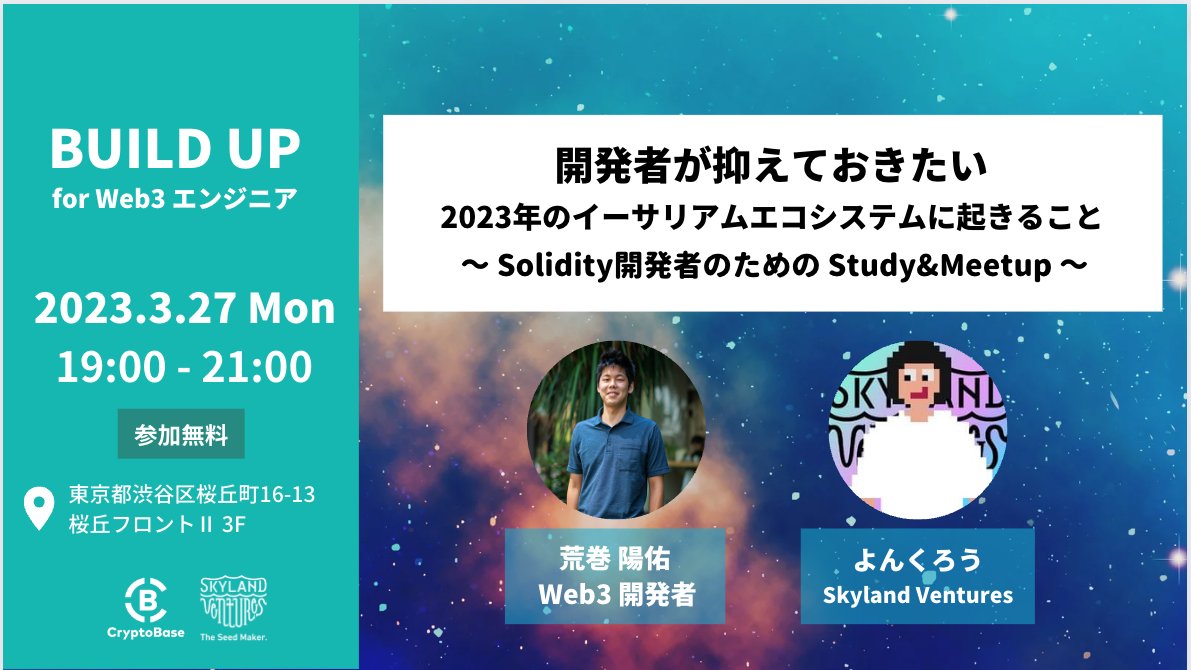 BUILD UP
for Web3 エンジニア
2023.3.27 Mon
19:00 - 21:00
参加無料
東京都渋谷区桜丘町16-13
桜丘フロントⅡ 3F
CryptoBase
SKYLAND
VENTURES
The Seed Maker.
開発者が抑えておきたい
2023年のイーサリアムエコシステムに起きること
〜 Solidity開発者のための Study&Meetup 〜
荒巻 陽佑
Web3 開発者
よんくろう
Skyland Ventures